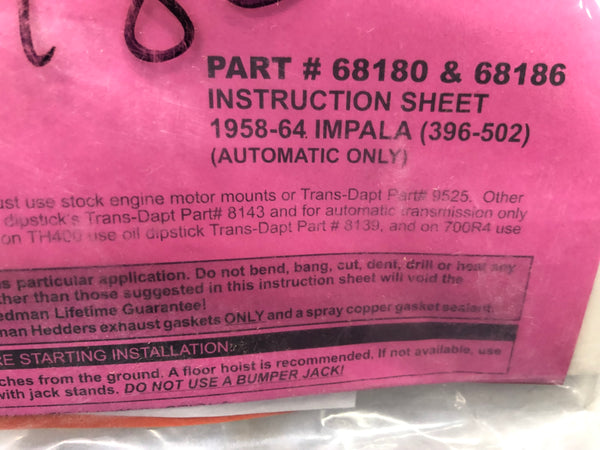 PART # 68180 & 68186
INSTRUCTION SHEET
1958-64 IMPALA (396-502)
(AUTOMATIC ONLY)
ust use stock engine motor mounts or Trans-Dapt Part# 9525. Other
dipstick's Trans-Dapt Part# 8143 and for automatic transmission only
on TH400 use oil dipstick Trans-Dapt Part # 8139, and on 700R4 use
s particular application. Do not bend, bang, cut, dent, drill or heat any
ther than those suggested in this instruction sheet will void the
edman Lifetime Guarantee!
man Hedders exhaust gaskets ONLY and a spray copper gasket sealant.
RE STARTING INSTALLATION:
ches from the ground. A floor hoist is recommended. If not available, use
with jack stands. DO NOT USE A BUMPER JACK!